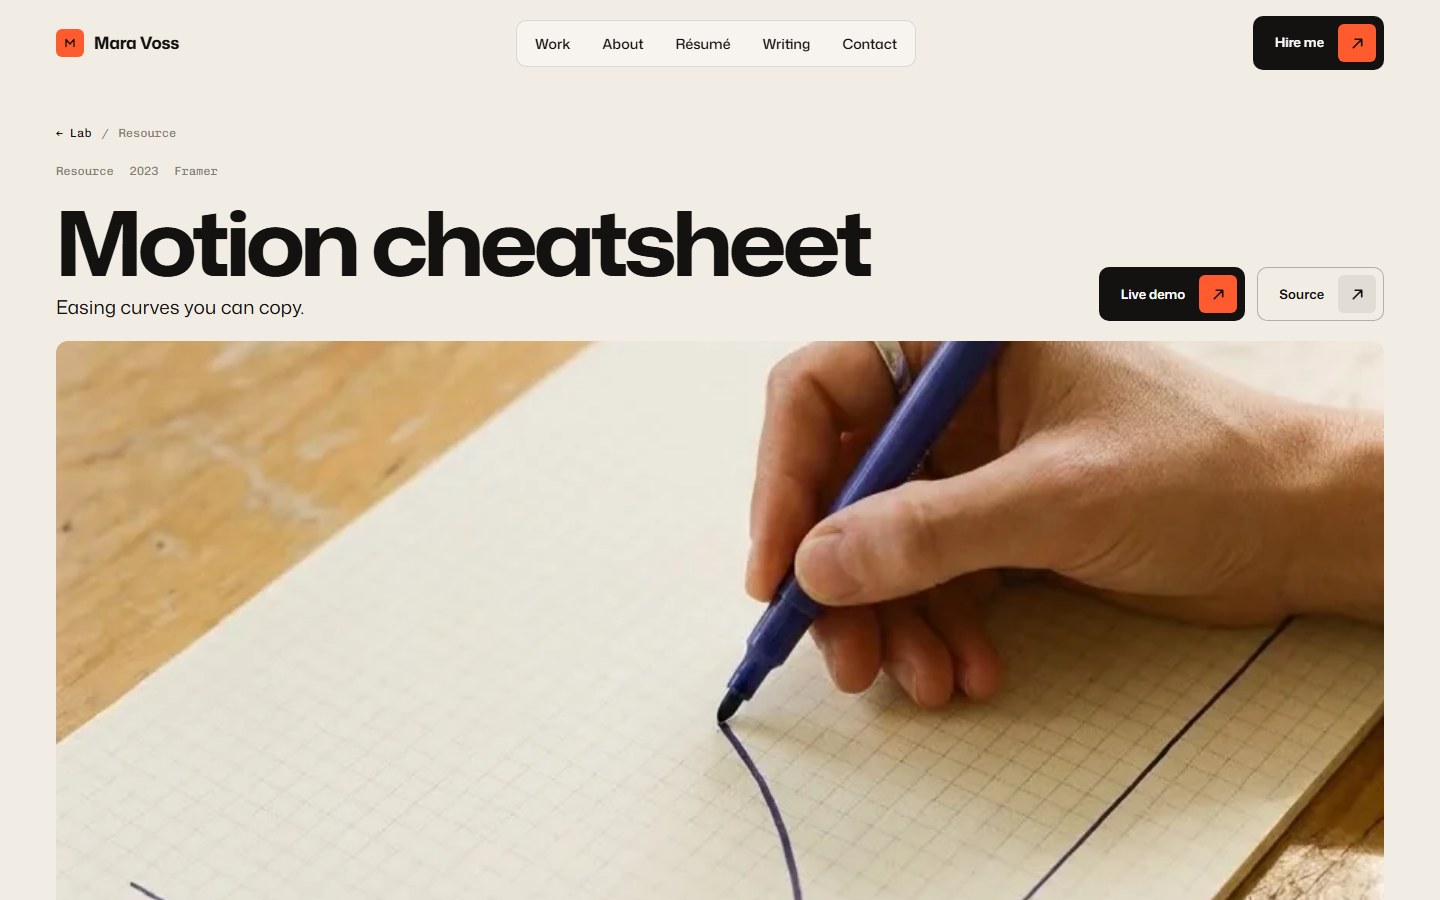 M Mara Voss
Work About Résumé Writing Contact
Hire me
← Lab / Resource
Resource 2023 Framer
Motion cheatsheet
Easing curves you can copy.
Live demo
Source